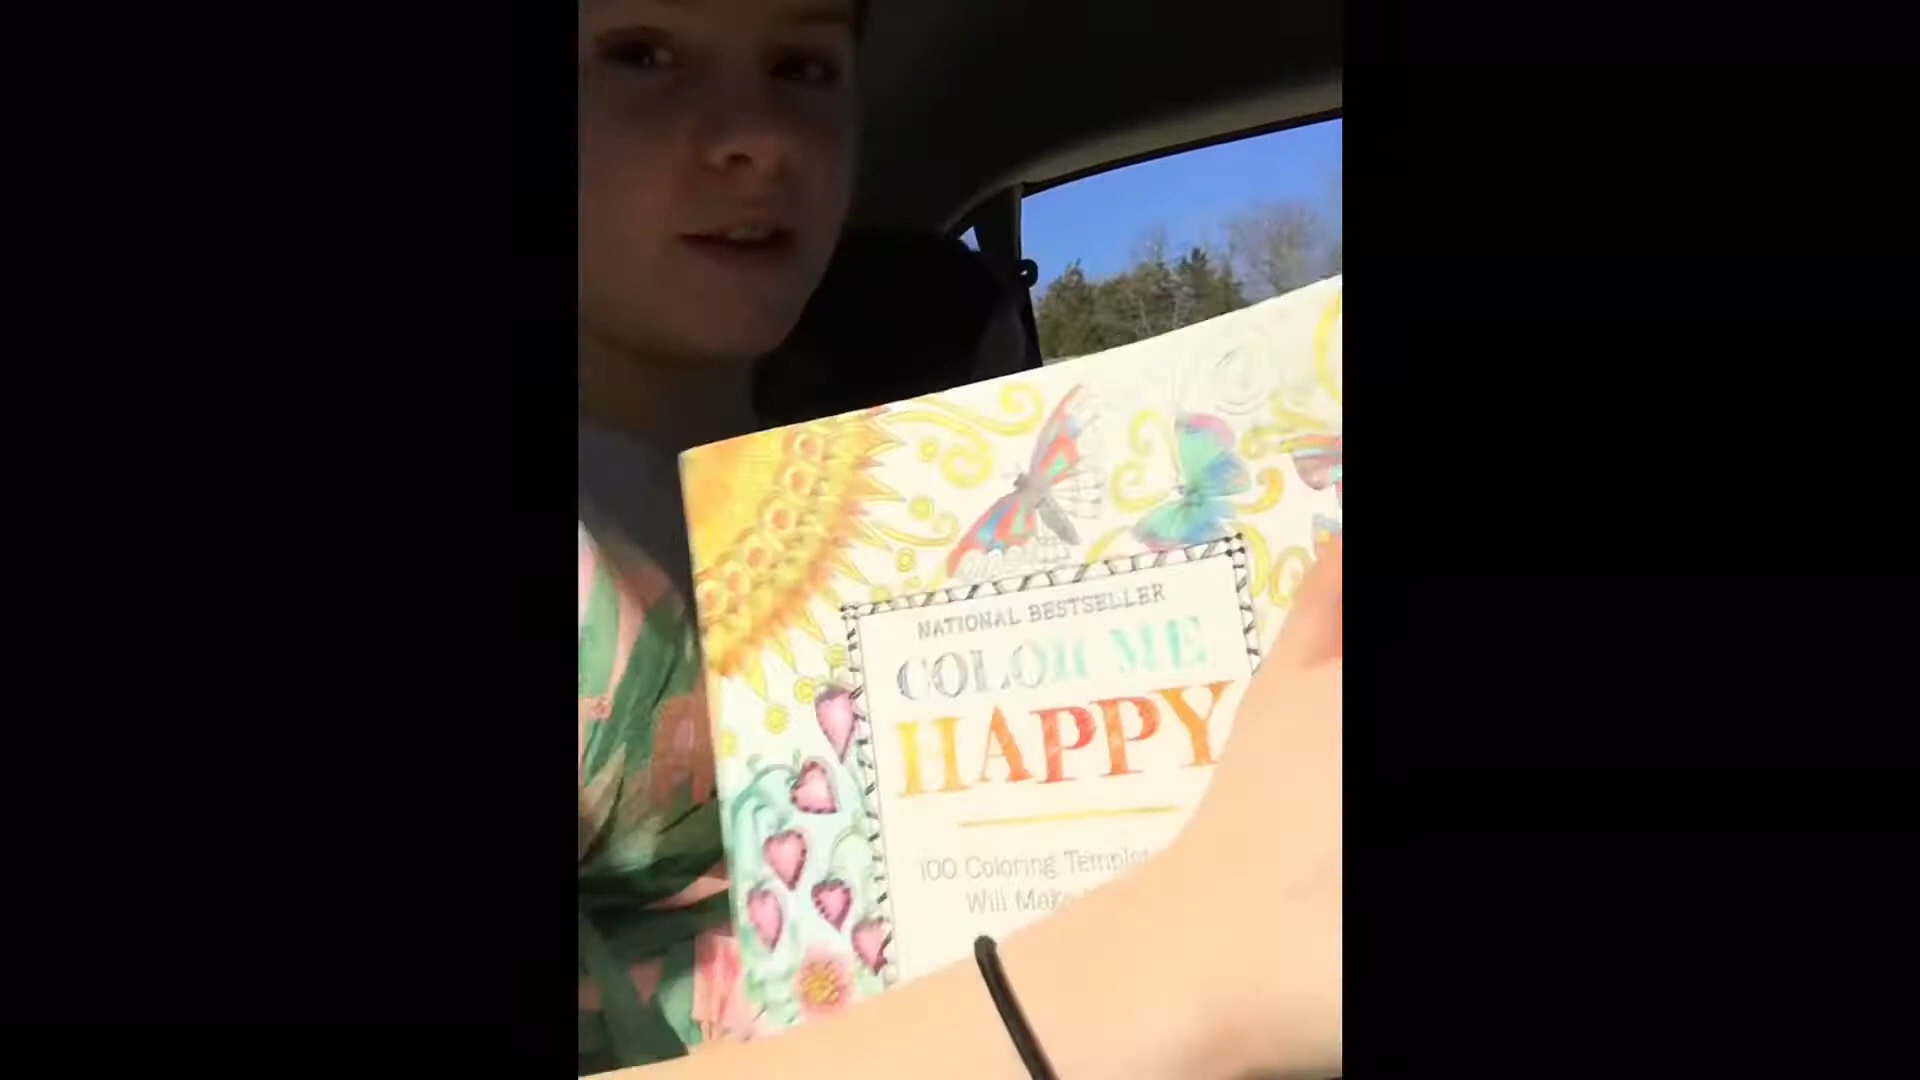 NATIONAL BESTSELLER
COLOR ME
HAPPY
100 Coloring
Will Make